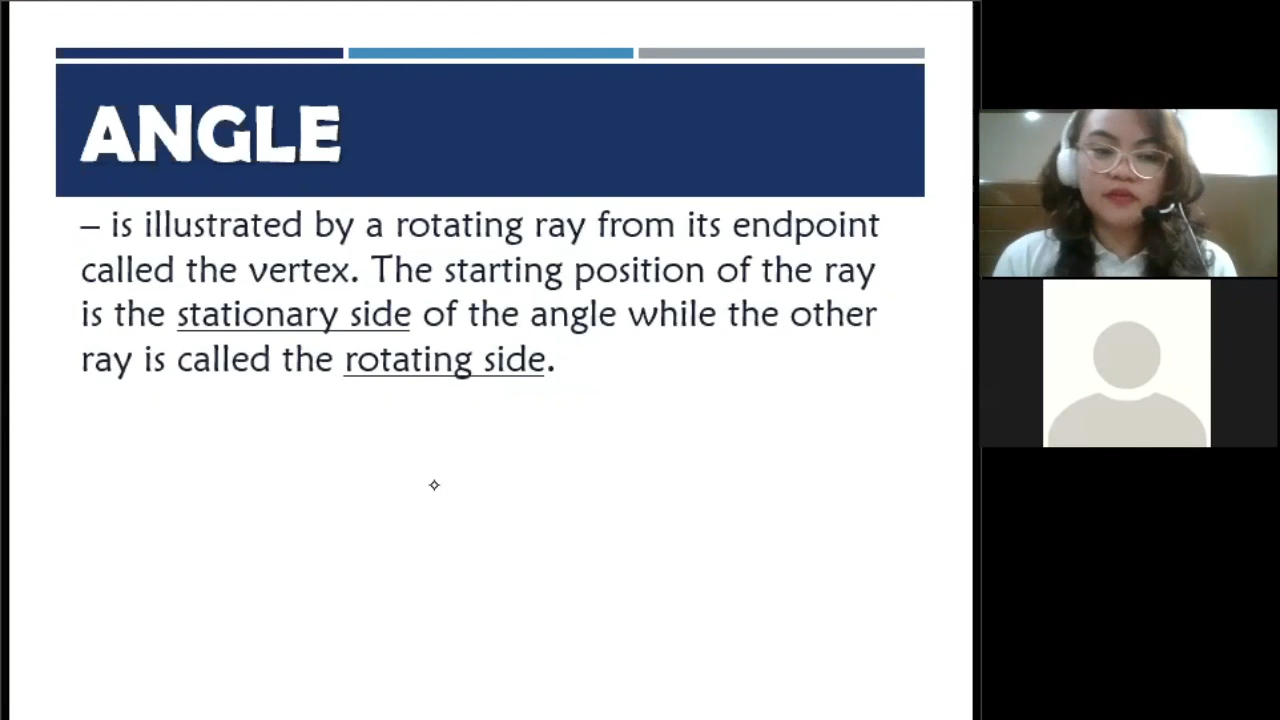 ANGLE
– is illustrated by a rotating ray from its endpoint
called the vertex. The starting position of the ray
is the stationary side of the angle while the other
ray is called the rotating side.